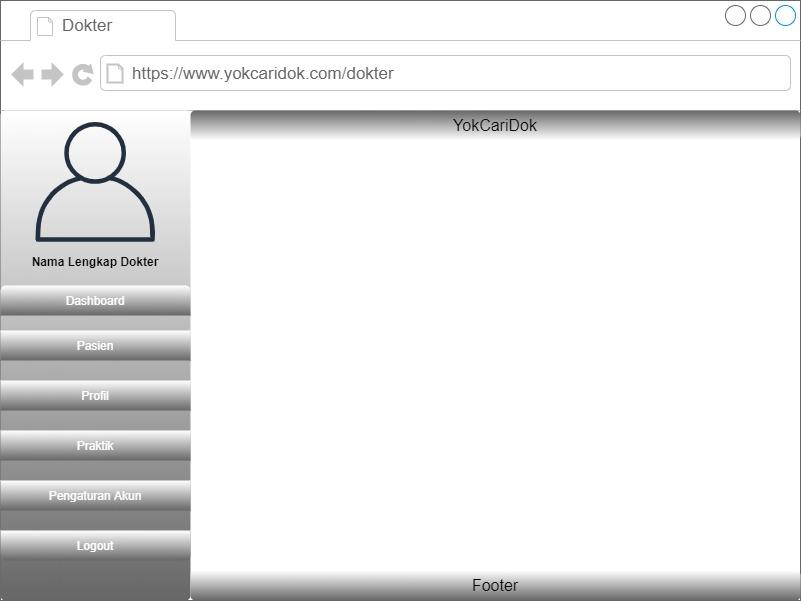 Dokter
https://www.yokcaridok.com/dokter
YokCariDok
Nama Lengkap Dokter
Dashboard
Pasien
Profil
Praktik
Pengaturan Akun
Logout
Footer